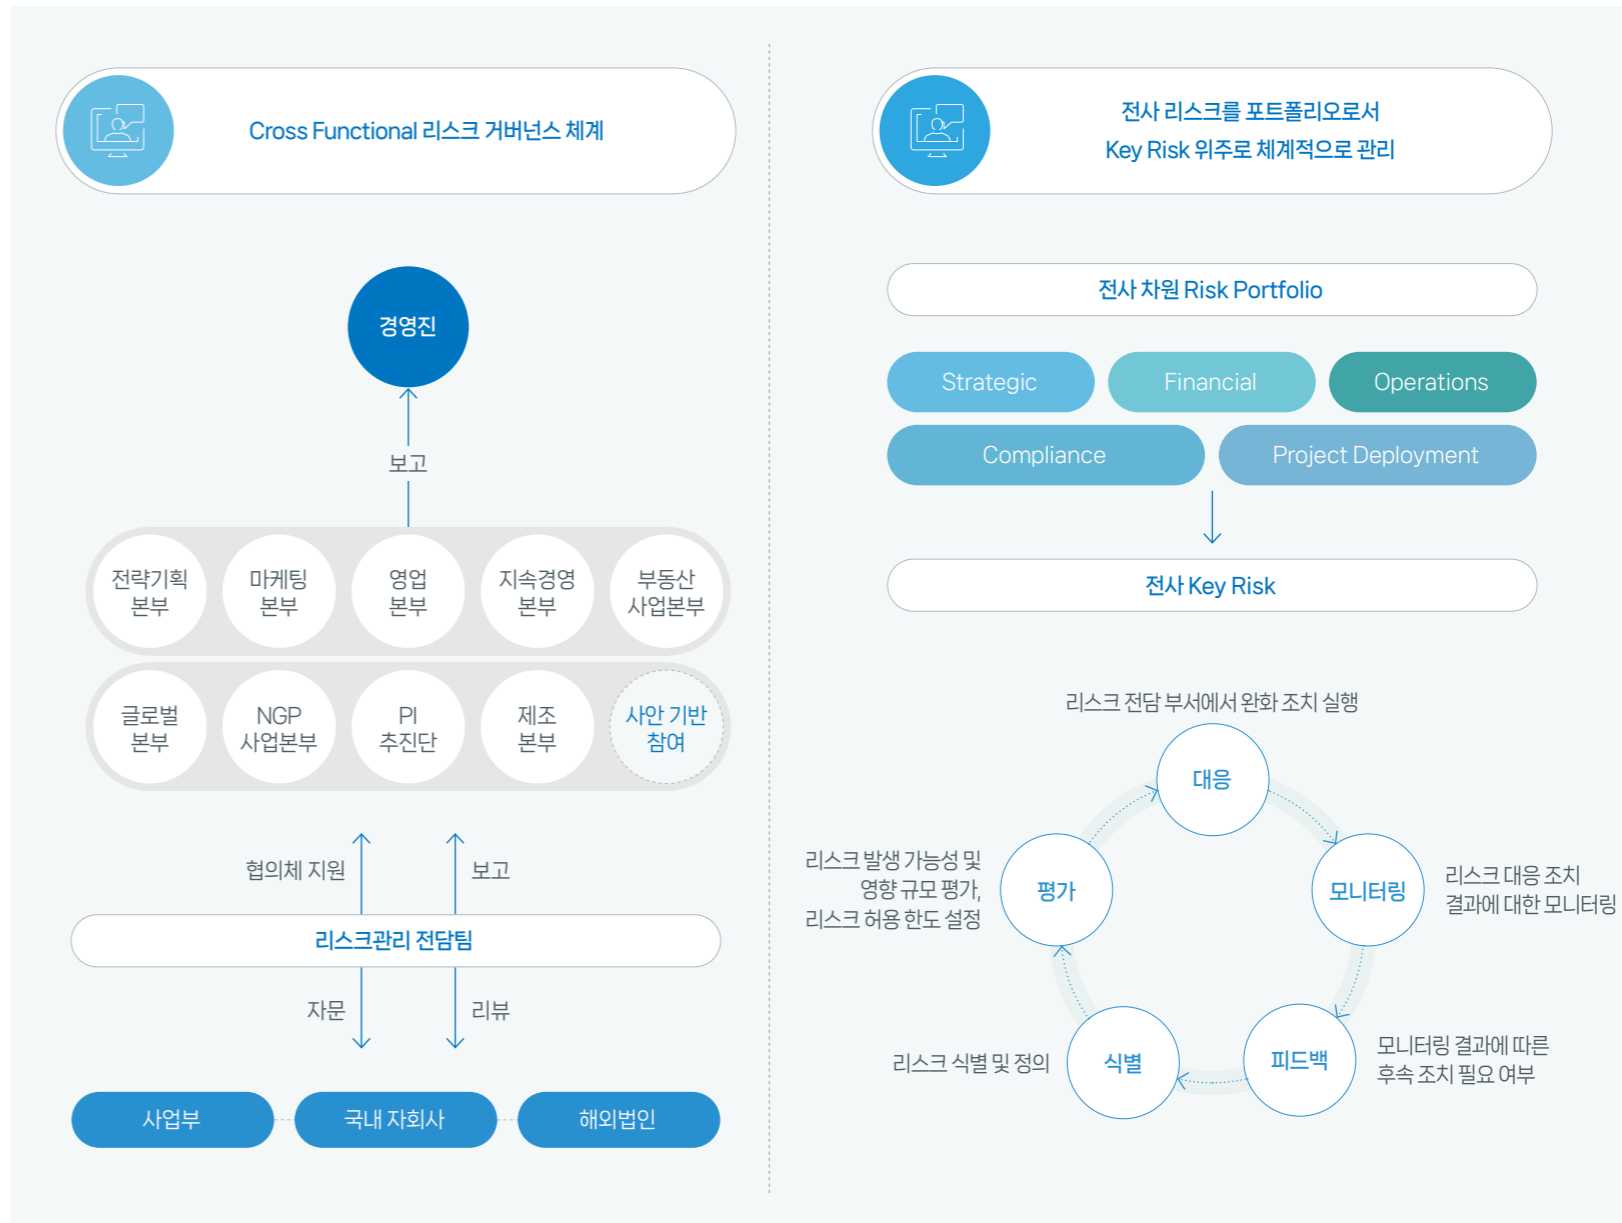 Cross Functional 리스크 거버넌스 체계
경영진
보고
전략기획
본부
마케팅
본부
영업
본부
지속경영
본부
부동산
사업본부
글로벌
본부
NGP
사업본부
PI
추진단
제조
본부
사안 기반
참여
협의체 지원
보고
리스크관리 전담팀
자문
리뷰
사업부
국내 자회사
해외법인
전사 리스크를 포트폴리오로서
Key Risk 위주로 체계적으로 관리
전사 차원 Risk Portfolio
Strategic
Financial
Operations
Compliance
Project Deployment
전사 Key Risk
리스크 전담 부서에서 완화 조치 실행
대응
리스크 발생 가능성 및
영향 규모 평가,
리스크 허용 한도 설정
평가
모니터링
리스크 대응 조치
결과에 대한 모니터링
리스크 식별 및 정의
식별
피드백
모니터링 결과에 따른
후속 조치 필요 여부